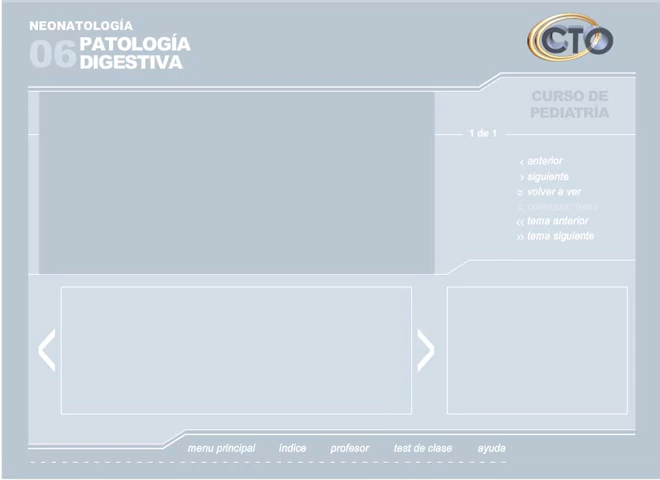 NEONATOLOGÍA
06 PATOLOGÍA
DIGESTIVA
CTO
CURSO DE
PEDIATRÍA
1 de 1
‹ anterior
› siguiente
volver a ver
« tema anterior
» tema siguiente
menu principal índice profesor test de clase ayuda